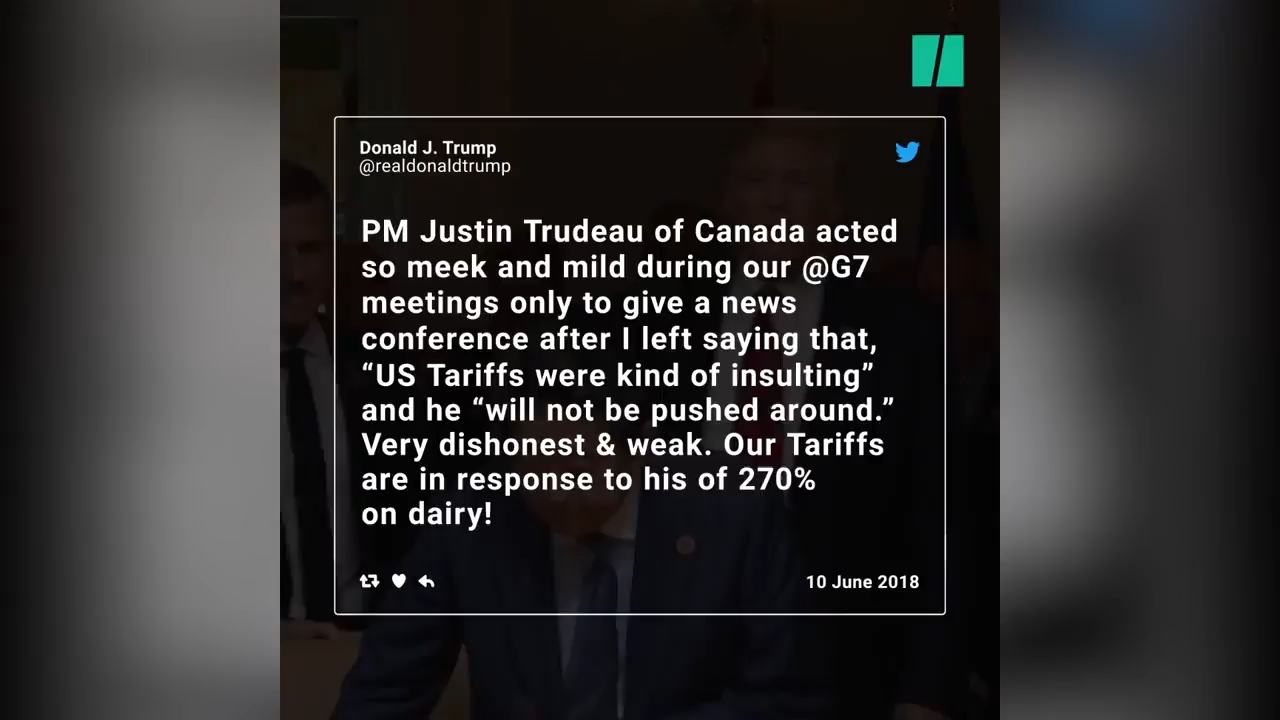 Donald J. Trump
@realdonaldtrump
PM Justin Trudeau of Canada acted
so meek and mild during our @G7
meetings only to give a news
conference after I left saying that,
“US Tariffs were kind of insulting”
and he “will not be pushed around.”
Very dishonest & weak. Our Tariffs
are in response to his of 270%
on dairy!
10 June 2018